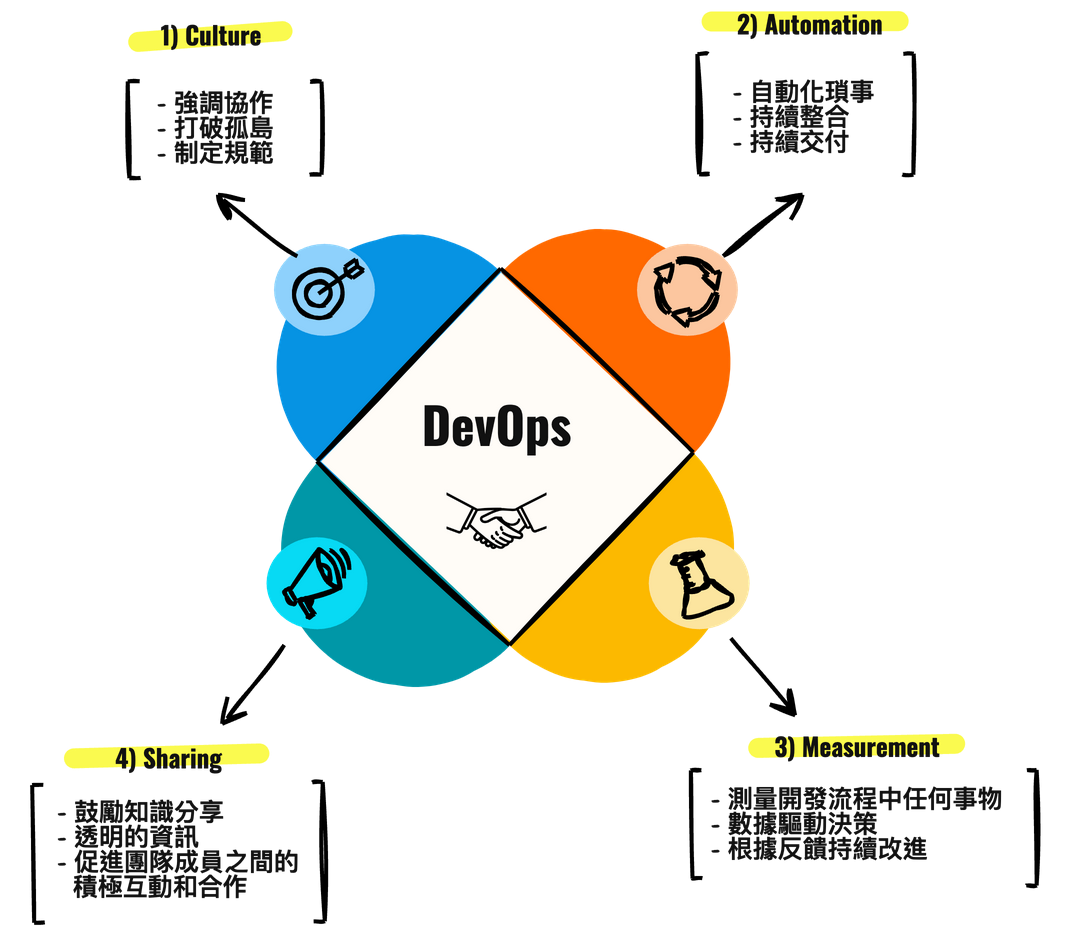 1) Culture
- 強調協作
- 打破孤島
- 制定規範
2) Automation
- 自動化瑣事
- 持續整合
- 持續交付
DevOps
4) Sharing
- 鼓勵知識分享
- 透明的資訊
- 促進團隊成員之間的
積極互動和合作
3) Measurement
- 測量開發流程中任何事物
- 數據驅動決策
- 根據反饋持續改進